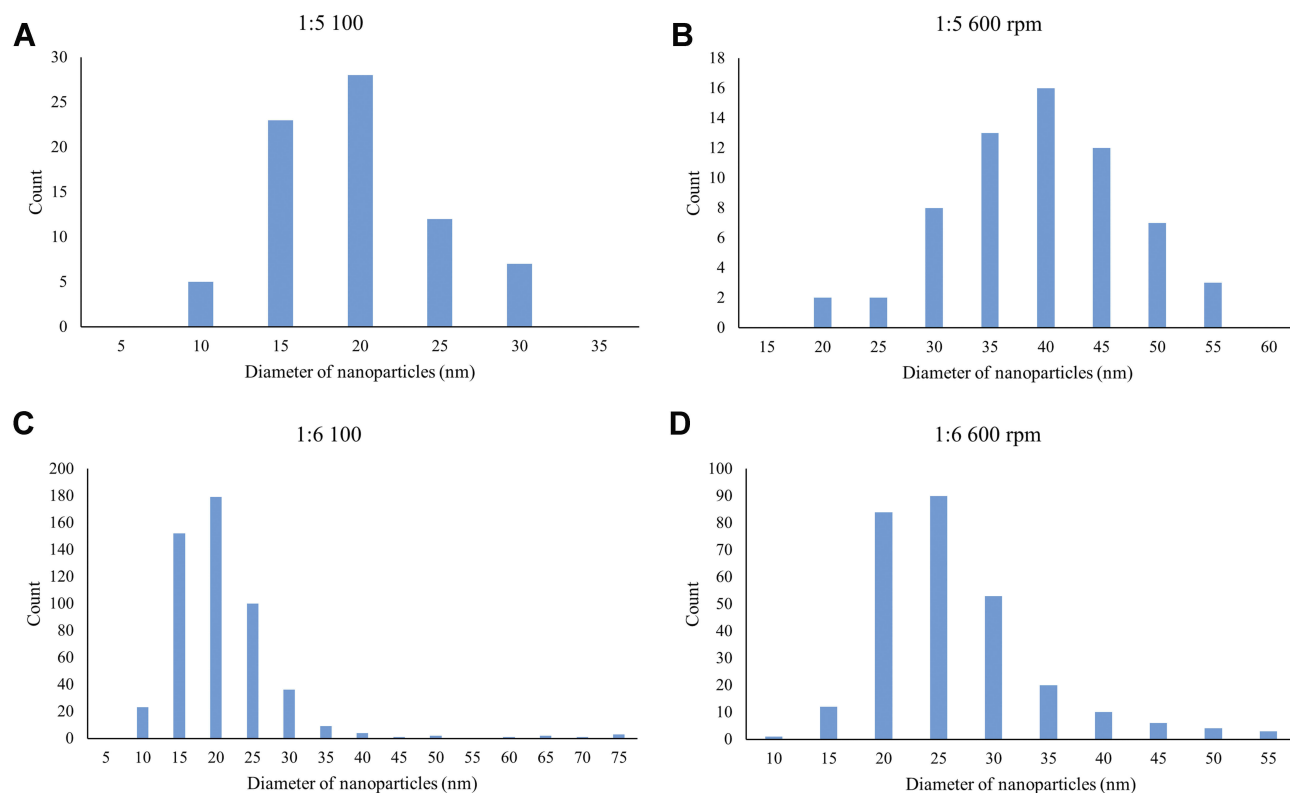 A
1:5 100
30
25
20
15
10
5
0
Count
5 10 15 20 25 30 35
Diameter of nanoparticles (nm)
B
1:5 600 rpm
18
16
14
12
10
8
6
4
2
0
Count
15 20 25 30 35 40 45 50 55 60
Diameter of nanoparticles (nm)
C
1:6 100
200
180
160
140
120
100
80
60
40
20
0
Count
5 10 15 20 25 30 35 40 45 50 55 60 65 70 75
Diameter of nanoparticles (nm)
D
1:6 600 rpm
100
90
80
70
60
50
40
30
20
10
0
Count
10 15 20 25 30 35 40 45 50 55
Diameter of nanoparticles (nm)